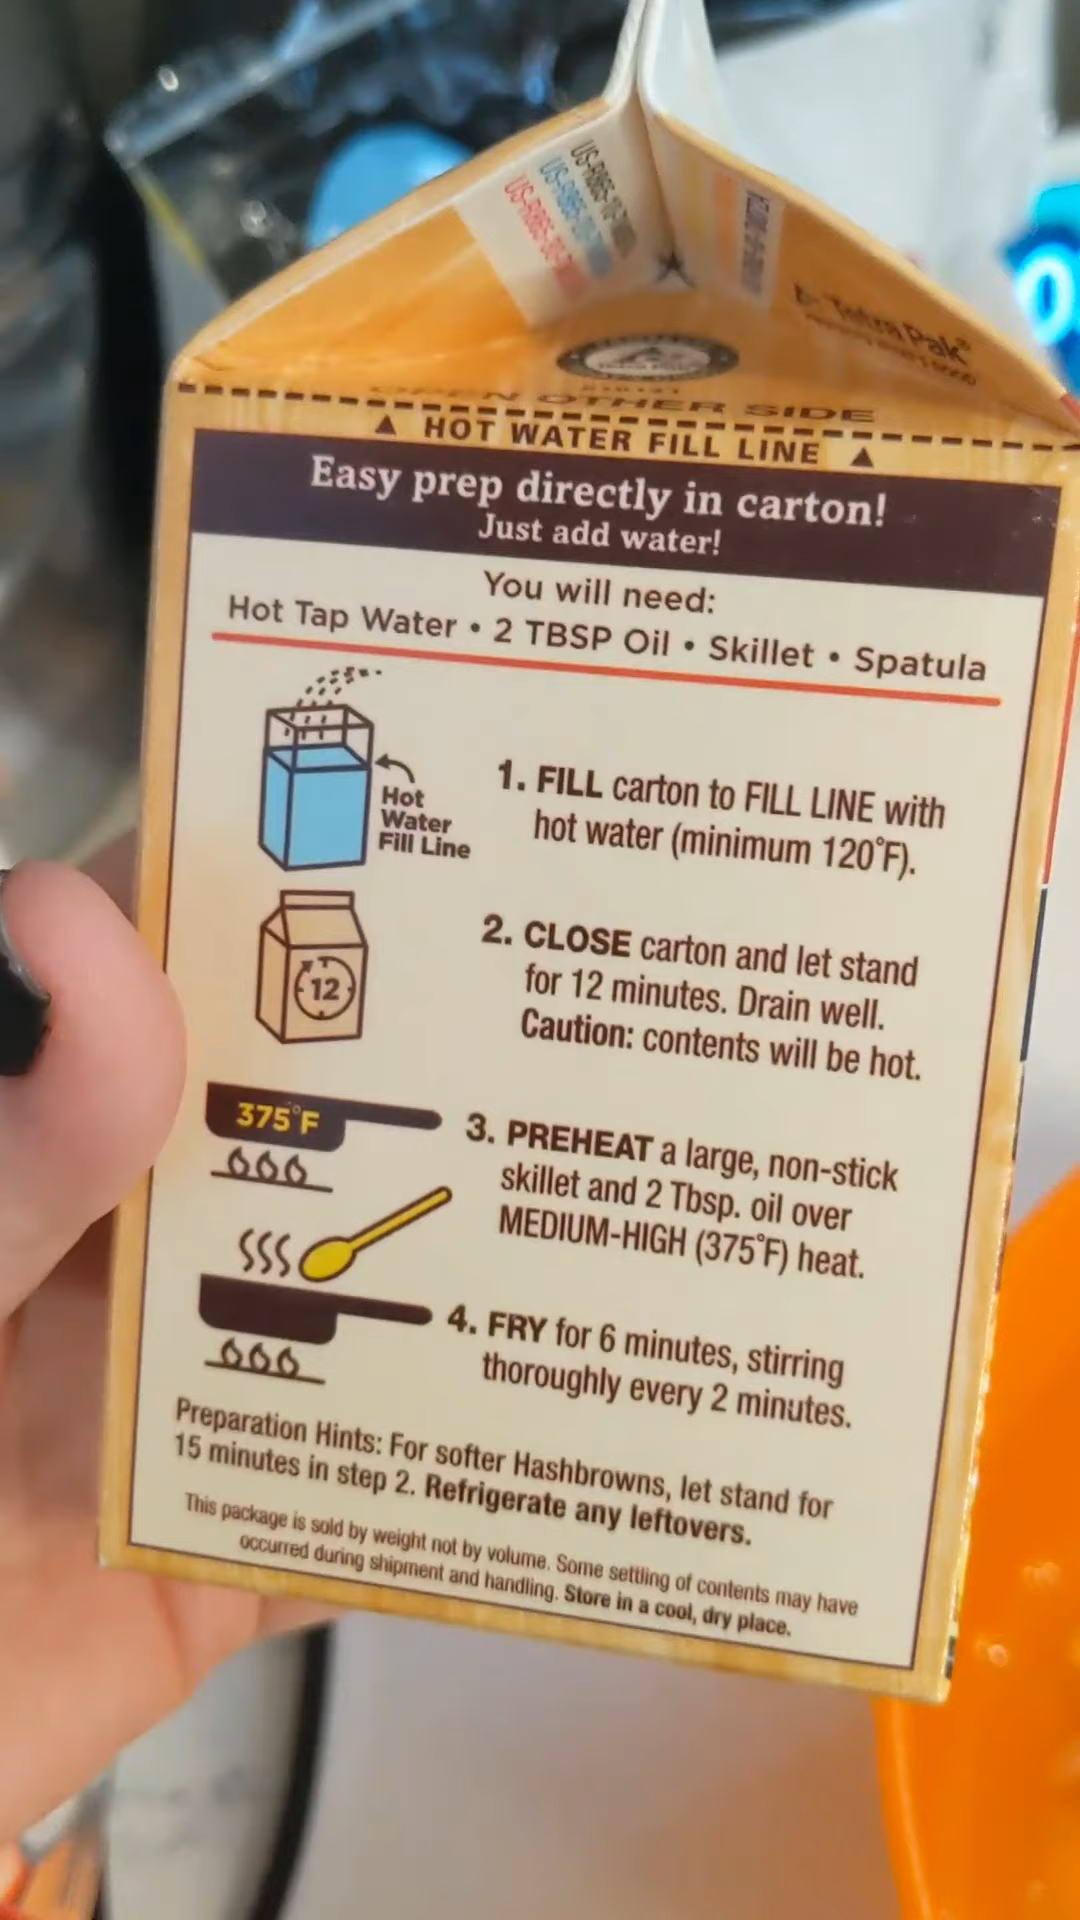 Tetra Pak®
OPEN OTHER SIDE
▲ HOT WATER FILL LINE ▲
Easy prep directly in carton!
Just add water!
You will need:
Hot Tap Water • 2 TBSP Oil • Skillet • Spatula
Hot
Water
Fill Line
1. FILL carton to FILL LINE with
hot water (minimum 120°F).
12
2. CLOSE carton and let stand
for 12 minutes. Drain well.
Caution: contents will be hot.
375°F
3. PREHEAT a large, non-stick
skillet and 2 Tbsp. oil over
MEDIUM-HIGH (375°F) heat.
4. FRY for 6 minutes, stirring
thoroughly every 2 minutes.
Preparation Hints: For softer Hashbrowns, let stand for
15 minutes in step 2. Refrigerate any leftovers.
This package is sold by weight not by volume. Some settling of contents may have
occurred during shipment and handling. Store in a cool, dry place.